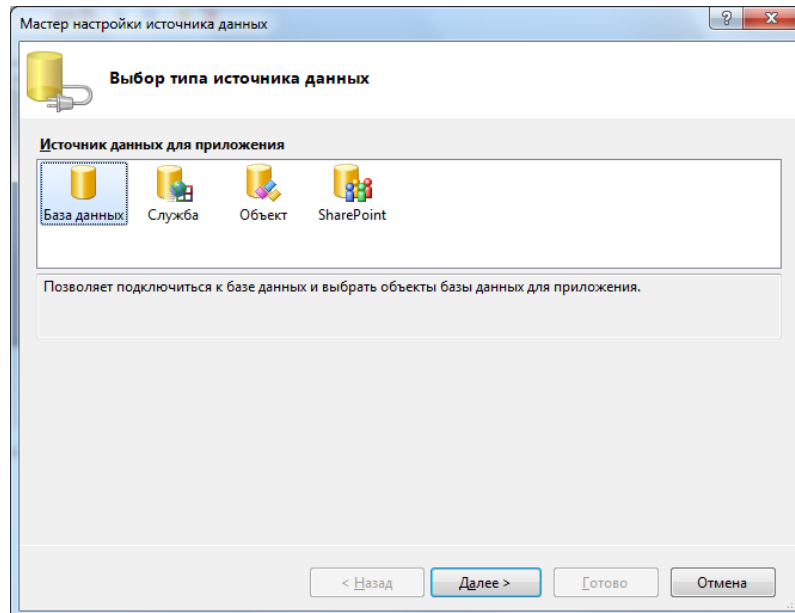 Мастер настройки источника данных
Выбор типа источника данных
Источник данных для приложения
База данных Служба Объект SharePoint
Позволяет подключиться к базе данных и выбрать объекты базы данных для приложения.
< Назад Далее > Готово Отмена